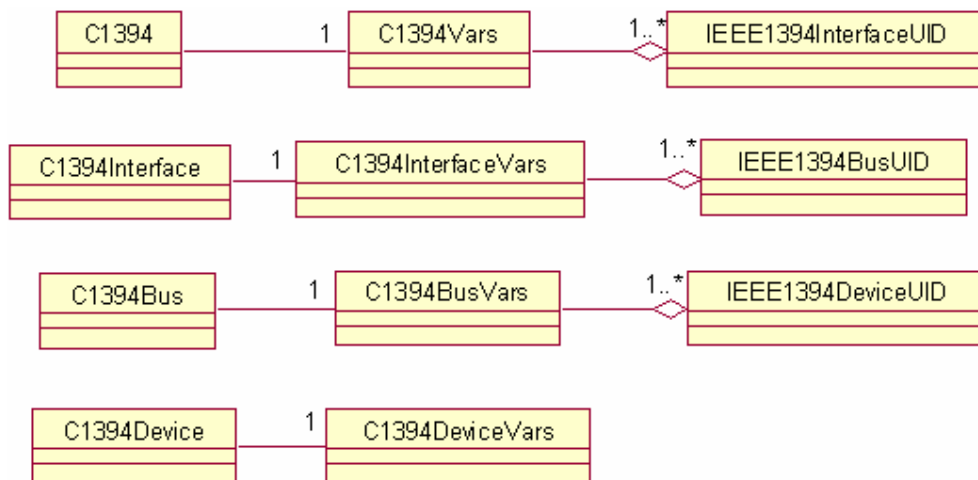 C1394 1 C1394Vars 1..* IEEE1394InterfaceUID
C1394Interface 1 C1394InterfaceVars 1..* IEEE1394BusUID
C1394Bus 1 C1394BusVars 1..* IEEE1394DeviceUID
C1394Device 1 C1394DeviceVars